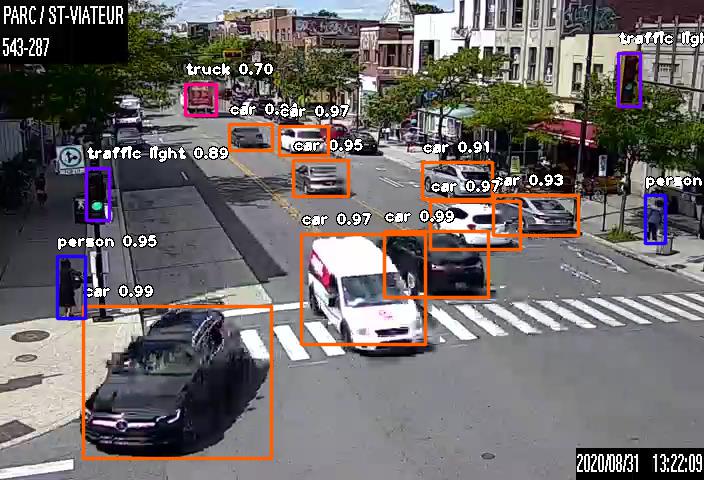 PARC / ST-VIATEUR
543-287
traffic ligh
truck 0.70
car 0.97
car 0.95
car 0.91
traffic light 0.89
car 0.97
car 0.93
person
car 0.97
car 0.99
person 0.95
car 0.99
2020/08/31 13:22:09